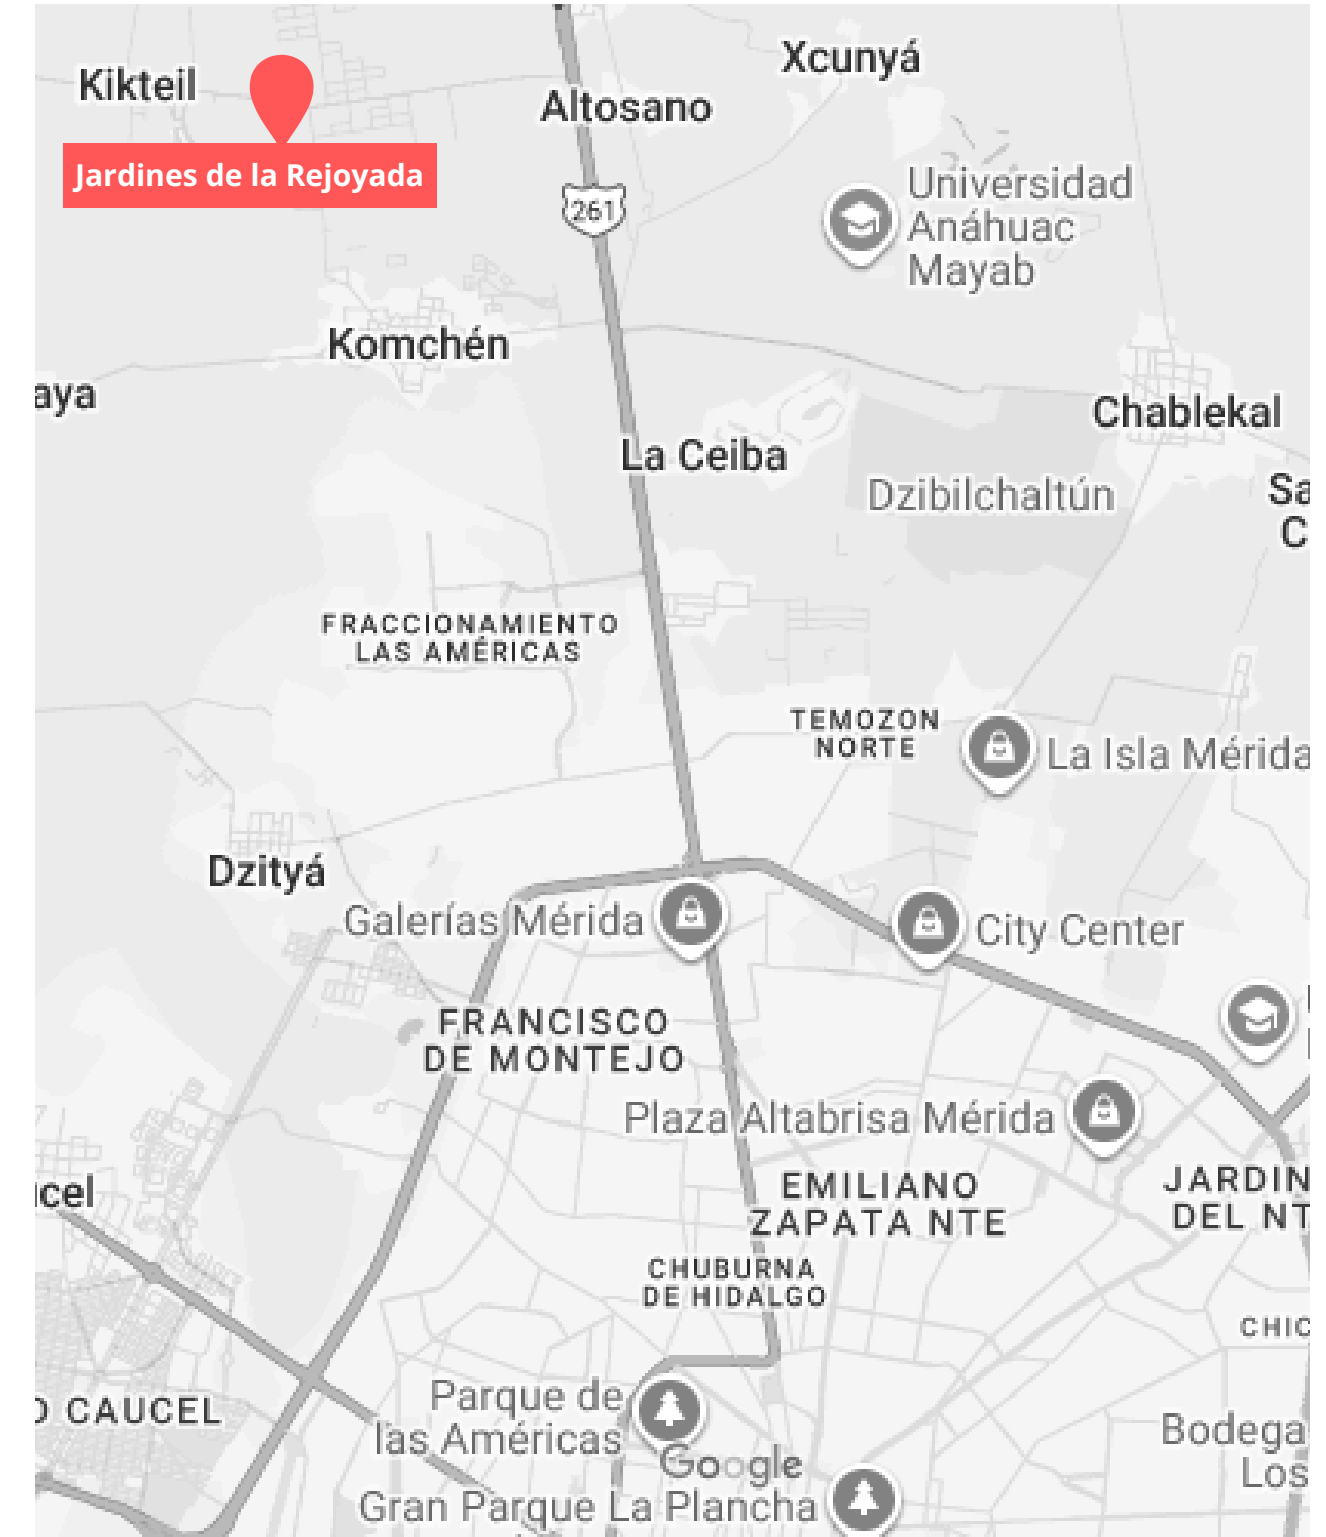 Kikteil
Xcunyá
Altosano
Jardines de la Rejoyada
261
Universidad
Anáhuac
Mayab
Komchén
aya
Chablekal
La Ceiba
Dzibilchaltún
Sa
C
FRACCIONAMIENTO
LAS AMÉRICAS
TEMOZON
NORTE
La Isla Mérida
Dzityá
Galerías Mérida
City Center
FRANCISCO
DE MONTEJO
Plaza Altabrisa Mérida
EMILIANO
ZAPATA NTE
JARDIN
DEL NT
cel
CHUBURNA
DE HIDALGO
CHIC
Parque de
las Américas
CAUCEL
Bodega
Los
Google
Gran Parque La Plancha